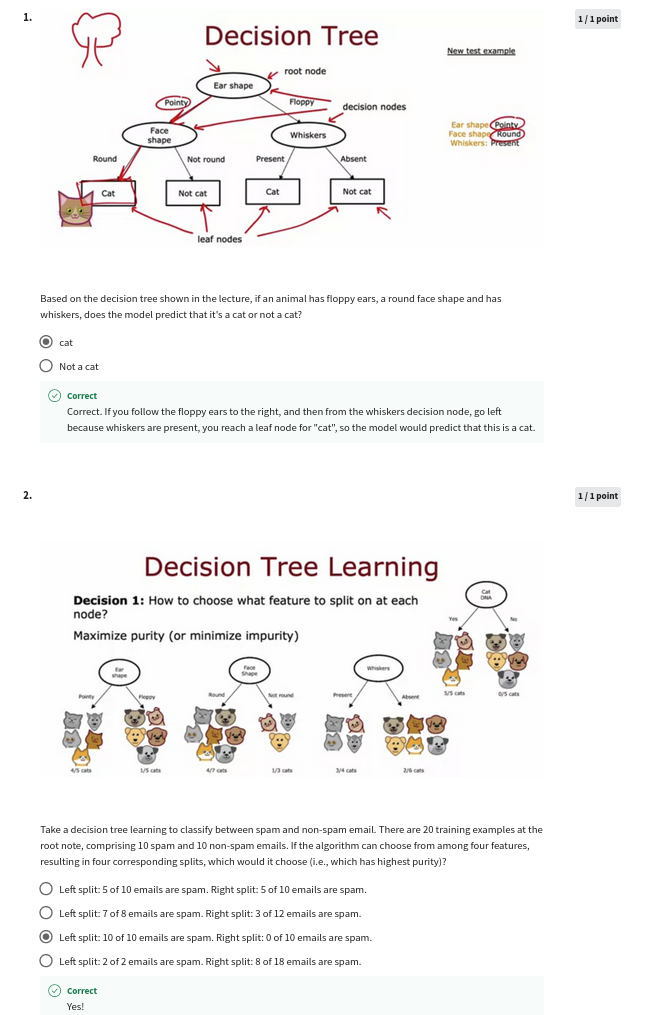 1.
1 / 1 point
Decision Tree
New test example
root node
Ear shape
Pointy
Floppy
decision nodes
Face
shape
Whiskers
Ear shape: Pointy
Face shape: Round
Whiskers: Present
Round
Not round
Present
Absent
Cat
Not cat
Cat
Not cat
leaf nodes
Based on the decision tree shown in the lecture, if an animal has floppy ears, a round face shape and has
whiskers, does the model predict that it's a cat or not a cat?
cat
Not a cat
Correct
Correct. If you follow the floppy ears to the right, and then from the whiskers decision node, go left
because whiskers are present, you reach a leaf node for "cat", so the model would predict that this is a cat.
2.
1 / 1 point
Decision Tree Learning
Decision 1: How to choose what feature to split on at each
node?
Maximize purity (or minimize impurity)
Cat
DNA
Yes
No
5/5 cats
0/5 cats
Ear
shape
Pointy
Floppy
4/5 cats
1/5 cats
Face
Shape
Round
Not round
4/7 cats
1/3 cats
Whiskers
Present
Absent
3/4 cats
2/6 cats
Take a decision tree learning to classify between spam and non-spam email. There are 20 training examples at the
root note, comprising 10 spam and 10 non-spam emails. If the algorithm can choose from among four features,
resulting in four corresponding splits, which would it choose (i.e., which has highest purity)?
Left split: 5 of 10 emails are spam. Right split: 5 of 10 emails are spam.
Left split: 7 of 8 emails are spam. Right split: 3 of 12 emails are spam.
Left split: 10 of 10 emails are spam. Right split: 0 of 10 emails are spam.
Left split: 2 of 2 emails are spam. Right split: 8 of 18 emails are spam.
Correct
Yes!